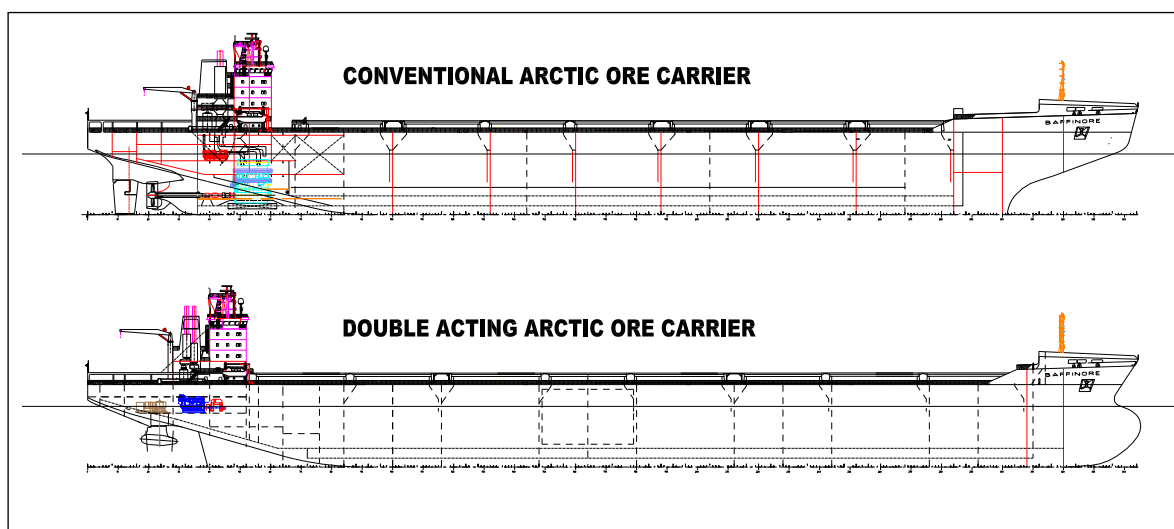 CONVENTIONAL ARCTIC ORE CARRIER
BAFFINORE
DOUBLE ACTING ARCTIC ORE CARRIER
BAFFINORE